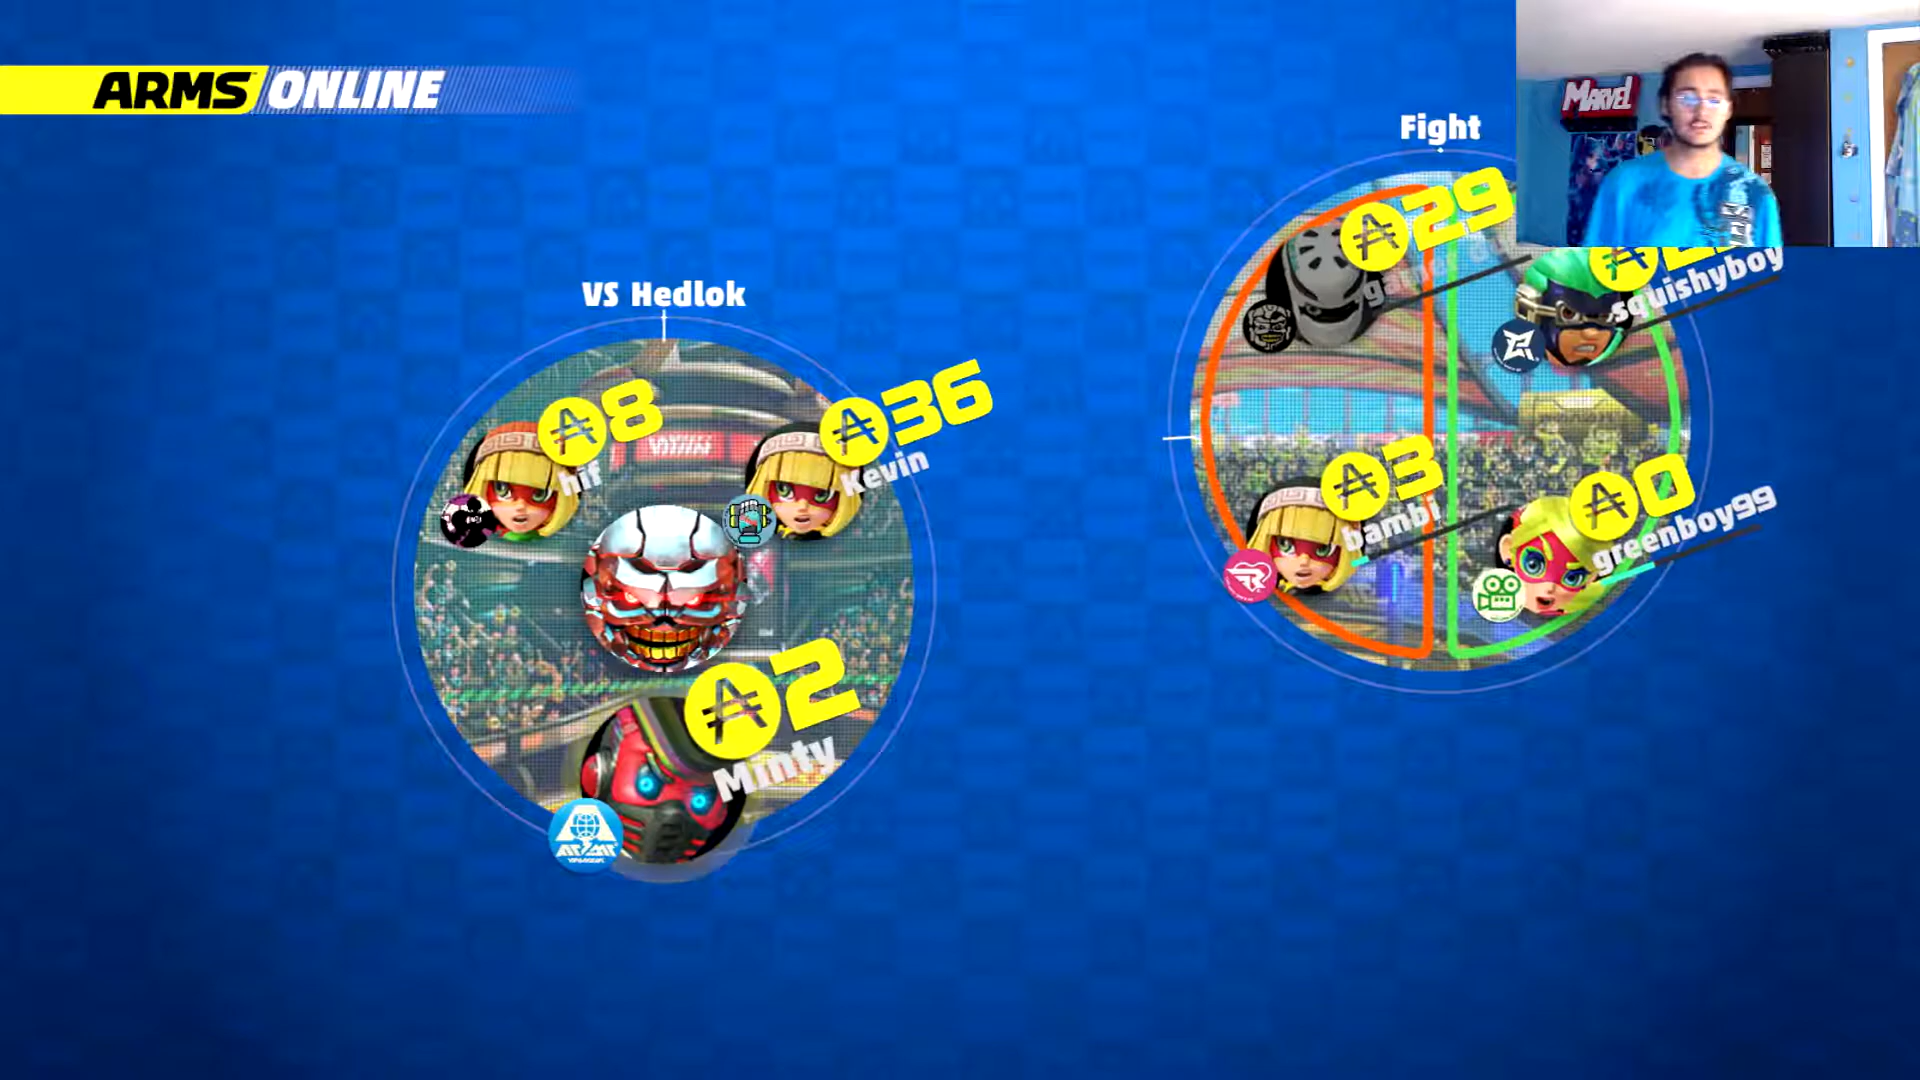 ARMS ONLINE
MARVEL
Fight
29
squishyboy
VS Hedlok
8
hif
36
Kevin
3
bambi
0
greenboy99
2
Minty